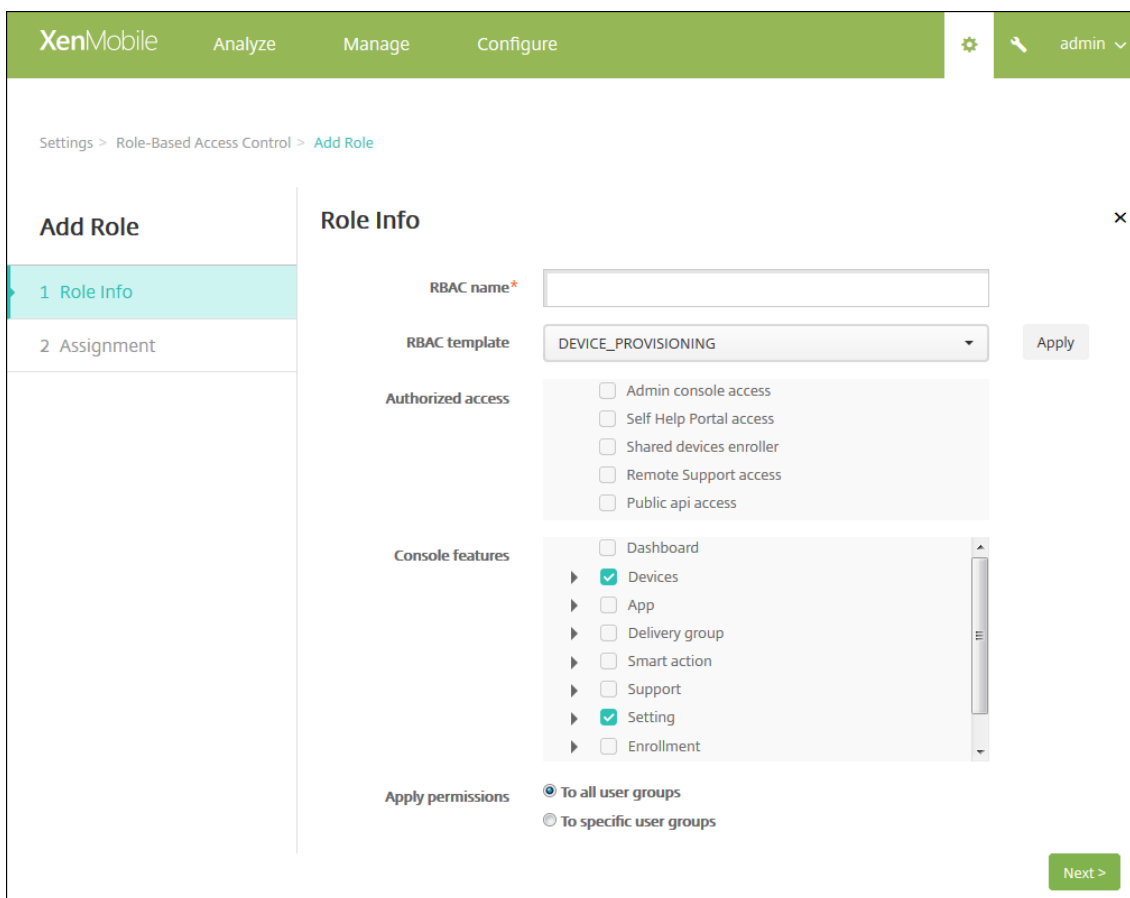 XenMobile Analyze Manage Configure admin
Settings > Role-Based Access Control > Add Role
Add Role
1 Role Info
2 Assignment
Role Info
RBAC name*
RBAC template DEVICE_PROVISIONING Apply
Authorized access
Admin console access
Self Help Portal access
Shared devices enroller
Remote Support access
Public api access
Console features
Dashboard
Devices
App
Delivery group
Smart action
Support
Setting
Enrollment
Apply permissions
To all user groups
To specific user groups
Next >